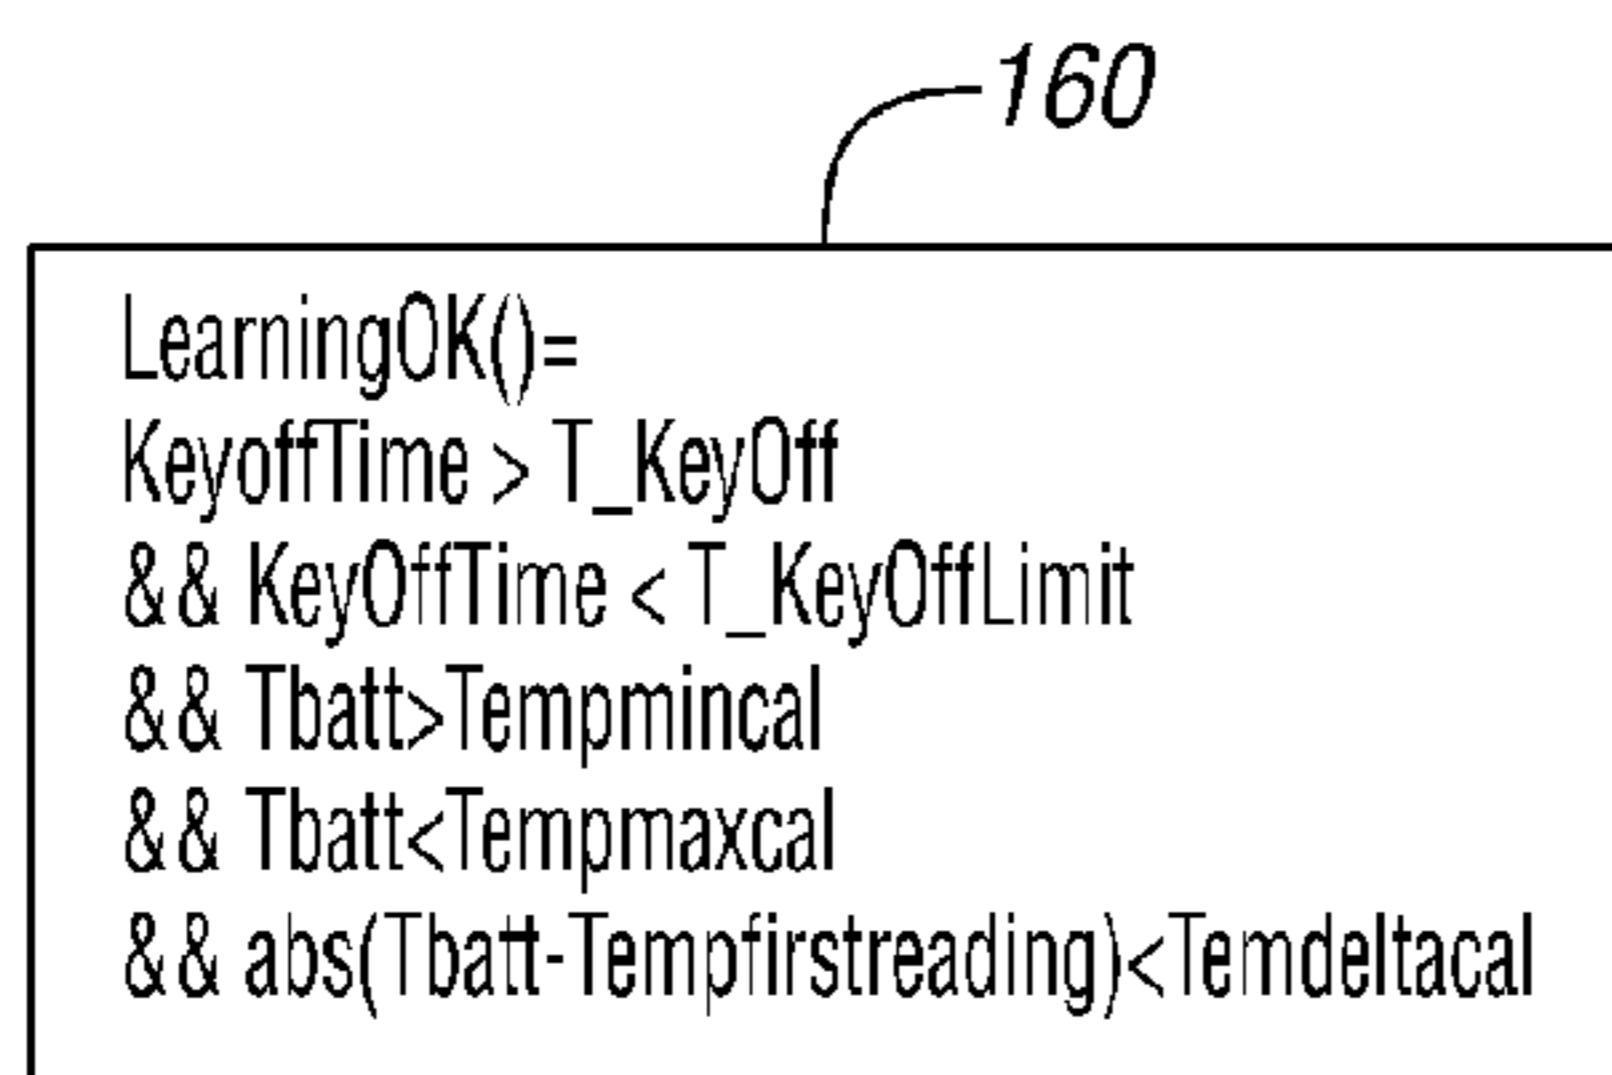 160
LearningOK()=
KeyoffTime > T_KeyOff
&& KeyOffTime < T_KeyOffLimit
&& Tbatt>Tempmincal
&& Tbatt<Tempmaxcal
&& abs(Tbatt-Tempfirstreading)<Temdeltacal